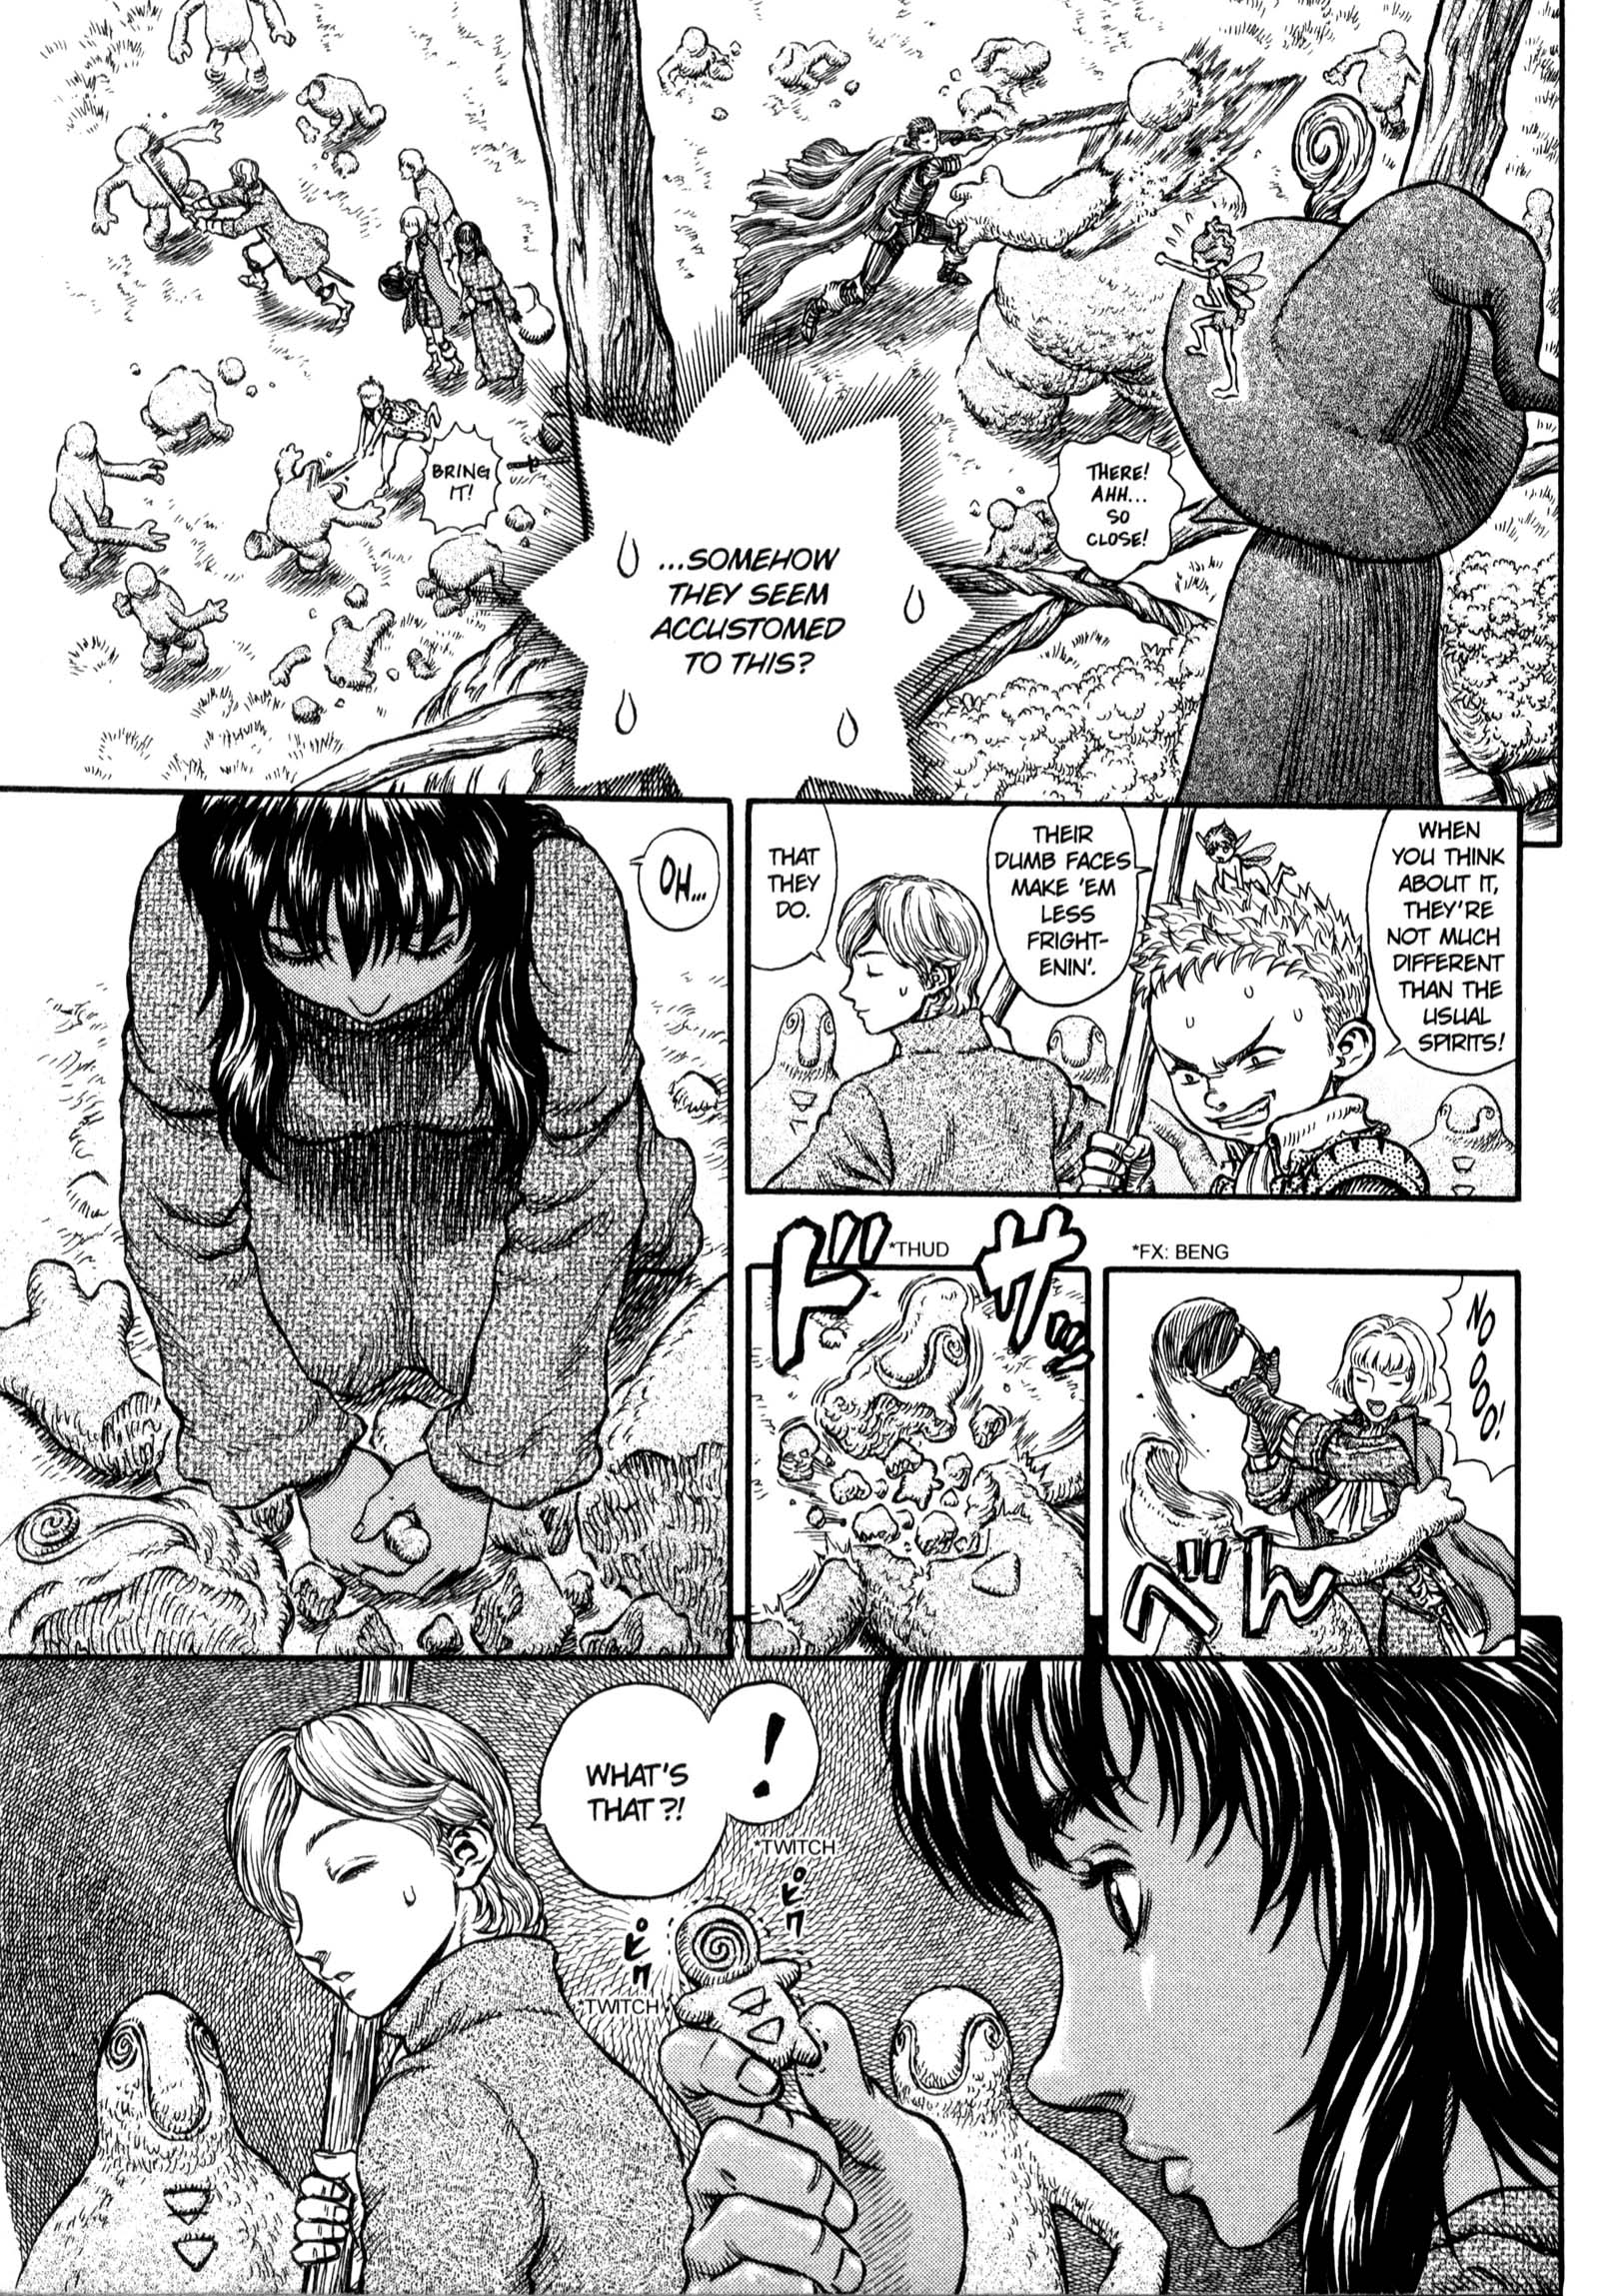 THERE!
AHH...
SO
CLOSE!
...SOMEHOW
THEY SEEM
ACCUSTOMED
TO THIS?
BRING
IT!
WHEN
YOU THINK
ABOUT IT,
THEY'RE
NOT MUCH
DIFFERENT
THAN THE
USUAL
SPIRITS!
THEIR
DUMB FACES
MAKE 'EM
LESS
FRIGHT-
ENIN'.
THAT
THEY
DO.
*FX: BENG
NOOOO!
べん
*THUD
ドサッ
OH...
!
WHAT'S
THAT?!
*TWITCH
ピク
ピク
*TWITCH